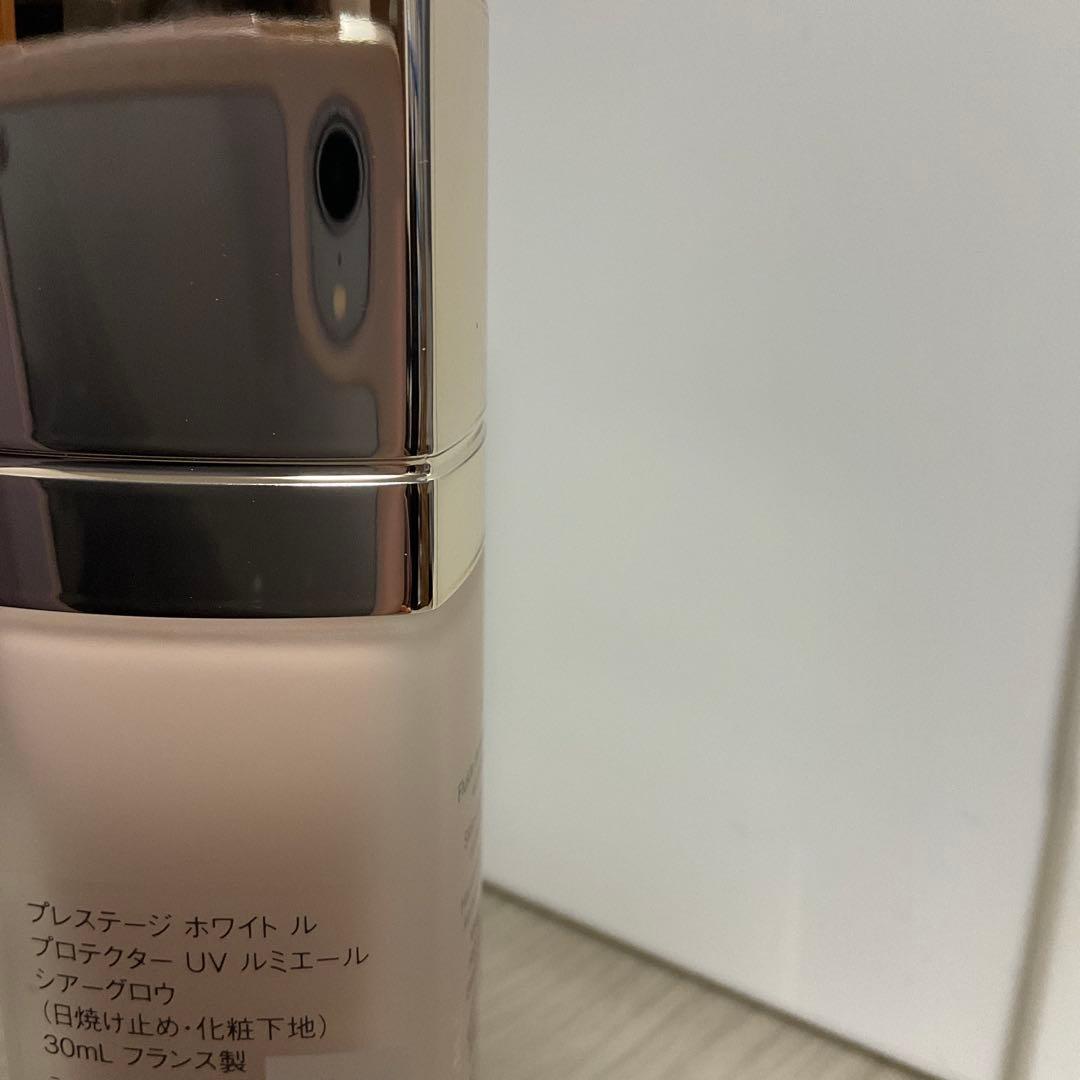 プレステージ ホワイト ル
プロテクター UV ルミエール
シアーグロウ
(日焼け止め・化粧下地)
30mL フランス製